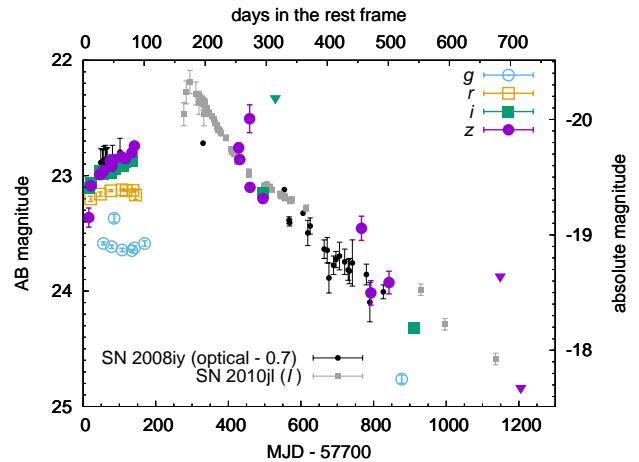 days in the rest frame
0 100 200 300 400 500 600 700
22
23
24
25
AB magnitude
g
r
i
z
-20
-19
-18
absolute magnitude
SN 2008iy (optical - 0.7)
SN 2010jl (I)
0 200 400 600 800 1000 1200
MJD - 57700